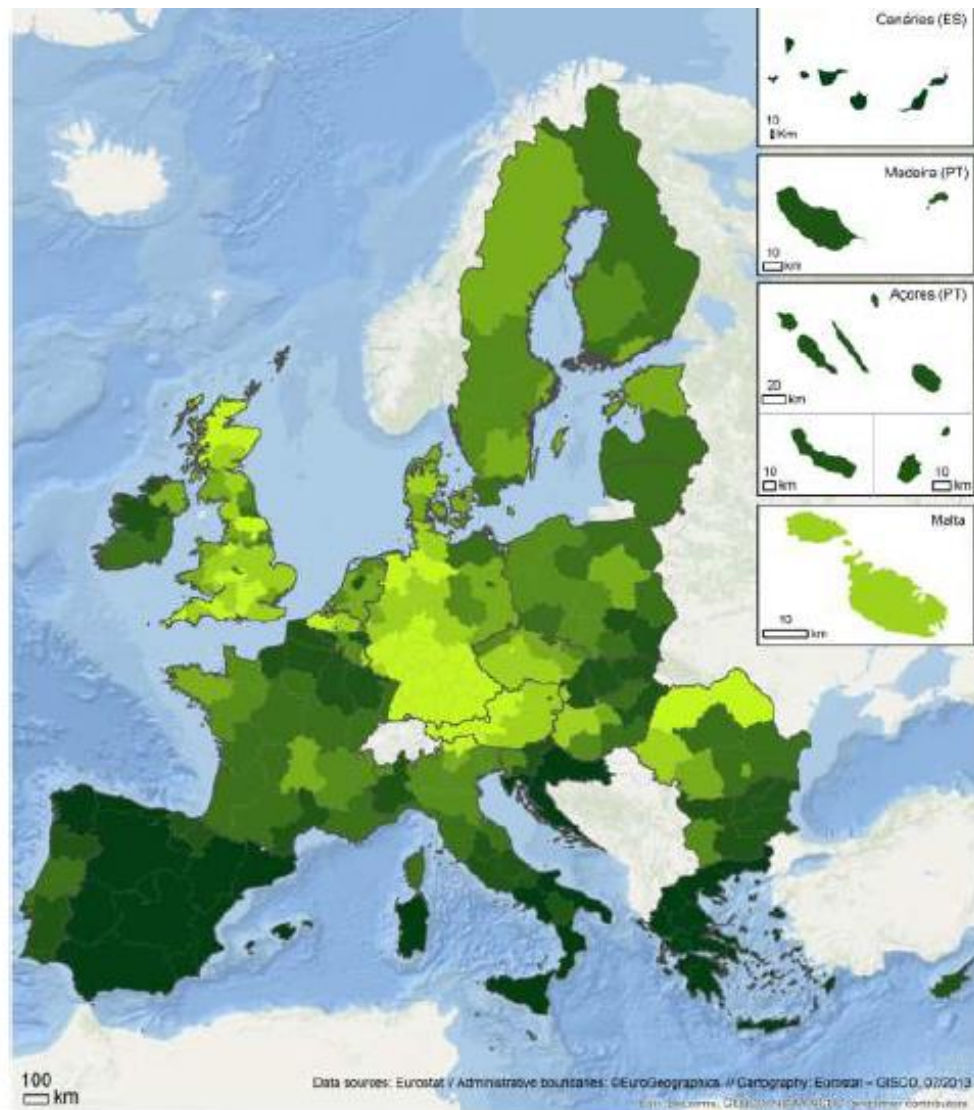 Canáries (ES)
10
Km
Madeira (PT)
10
km
Açores (PT)
20
km
10
km
10
km
Malta
10
km
100
km
Data sources: Eurostat // Administrative boundaries: ©EuroGeographics // Cartography: Eurostat – GISCO, 07/2013